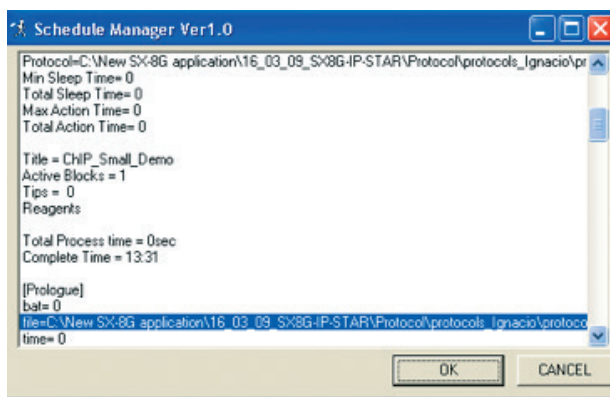 Schedule Manager Ver1.0
Protocol=C:\New SX-8G application\16_03_09_SX8G-IP-STAR\Protocol\protocols_Ignacio\pr
Min Sleep Time= 0
Total Sleep Time= 0
Max Action Time= 0
Total Action Time= 0
Title = ChIP_Small_Demo
Active Blocks = 1
Tips = 0
Reagents
Total Process time = 0sec
Complete Time = 13:31
[Prologue]
bat= 0
file=C:\New SX-8G application\16_03_09_SX8G-IP-STAR\Protocol\protocols_Ignacio\protoco
time= 0
OK CANCEL